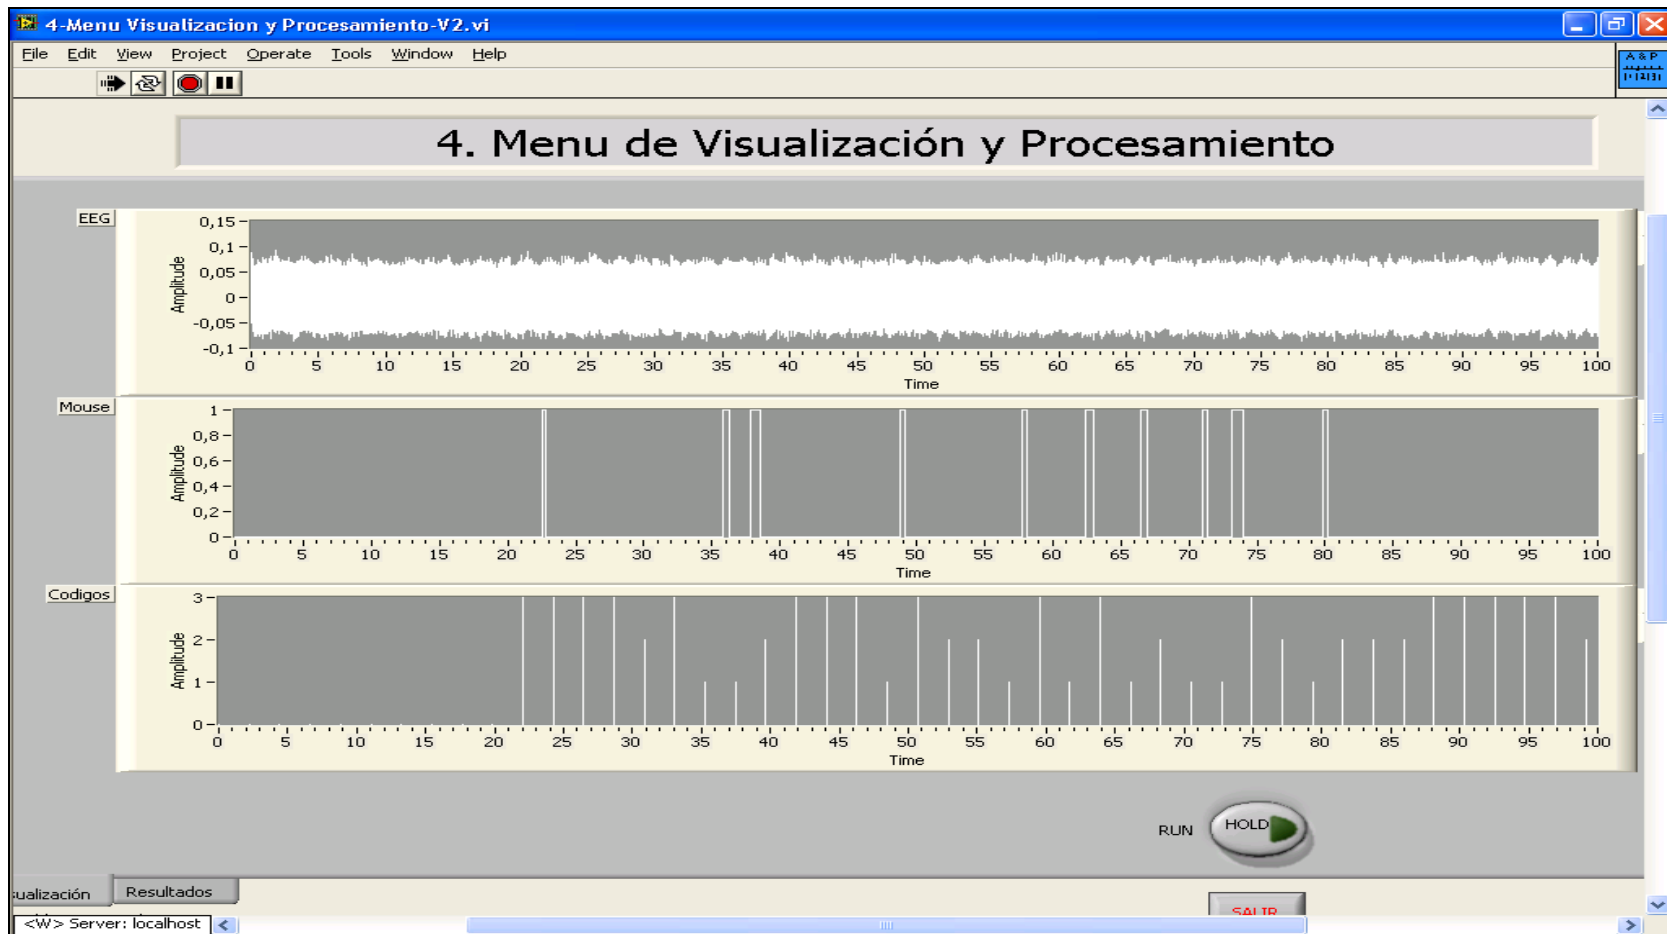 4-Menu Visualizacion y Procesamiento-V2.vi
File Edit View Project Operate Tools Window Help
A & P
4. Menu de Visualización y Procesamiento
EEG
Amplitude
0,15
0,1
0,05
0
-0,05
-0,1
0 5 10 15 20 25 30 35 40 45 50 55 60 65 70 75 80 85 90 95 100
Time
Mouse
Amplitude
1
0,8
0,6
0,4
0,2
0
0 5 10 15 20 25 30 35 40 45 50 55 60 65 70 75 80 85 90 95 100
Time
Codigos
Amplitude
3
2
1
0
0 5 10 15 20 25 30 35 40 45 50 55 60 65 70 75 80 85 90 95 100
Time
RUN HOLD
sualización Resultados
SALIR
<W> Server: localhost